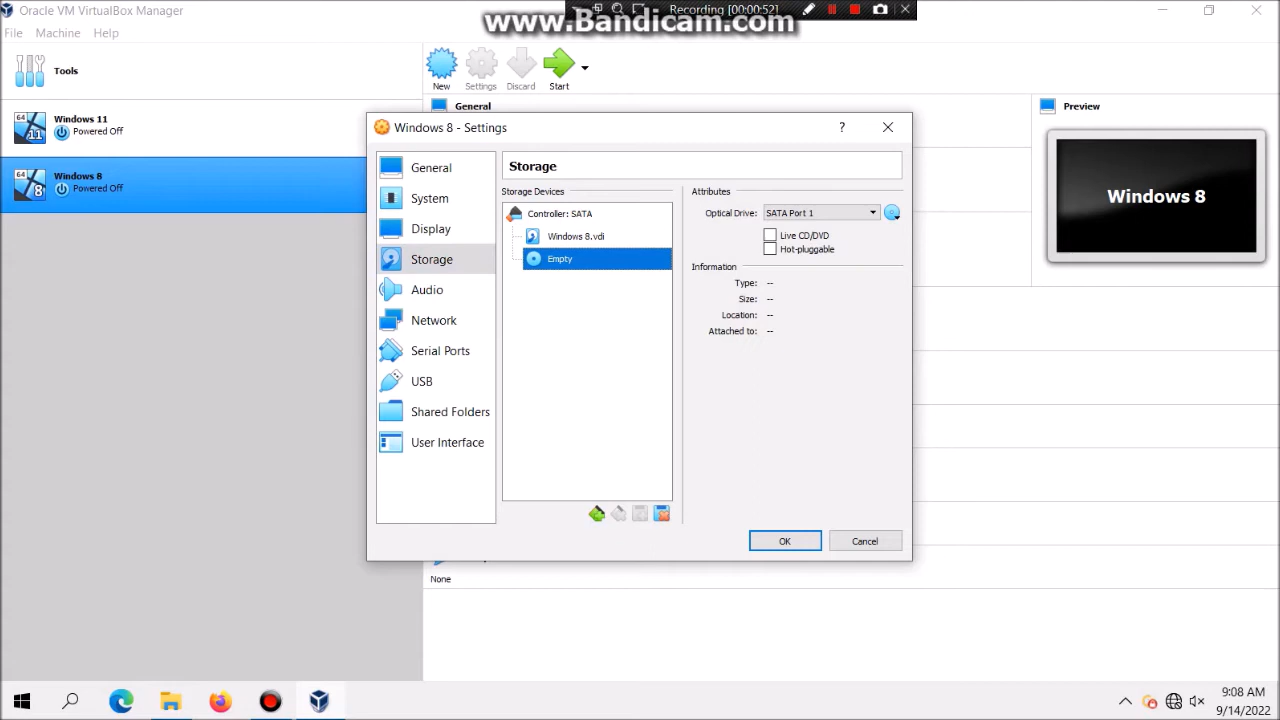 Oracle VM VirtualBox Manager
Recording [00:00:52]
www.Bandicam.com
File Machine Help
Tools
New
Settings
Discard
Start
64
11
Windows 11
Powered Off
64
8
Windows 8
Powered Off
General
Preview
Windows 8
Windows 8 - Settings
?
General
System
Display
Storage
Audio
Network
Serial Ports
USB
Shared Folders
User Interface
Storage
Storage Devices
Controller: SATA
Windows 8.vdi
Empty
Attributes
Optical Drive: SATA Port 1
Live CD/DVD
Hot-pluggable
Information
Type: --
Size: --
Location: --
Attached to: --
OK
Cancel
None
9:08 AM
9/14/2022